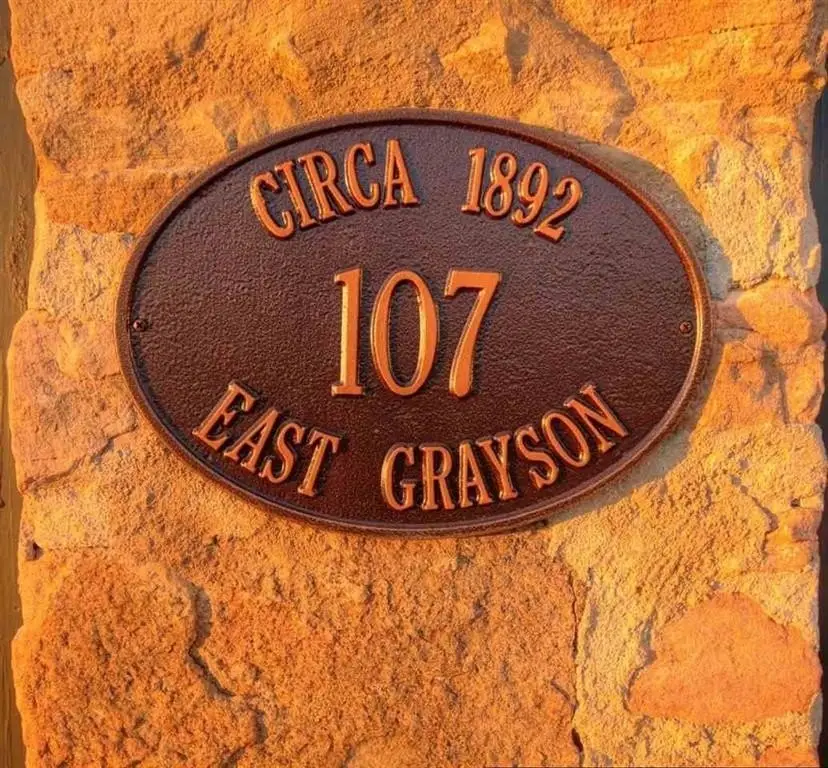 CIRCA 1892
107
EAST GRAYSON